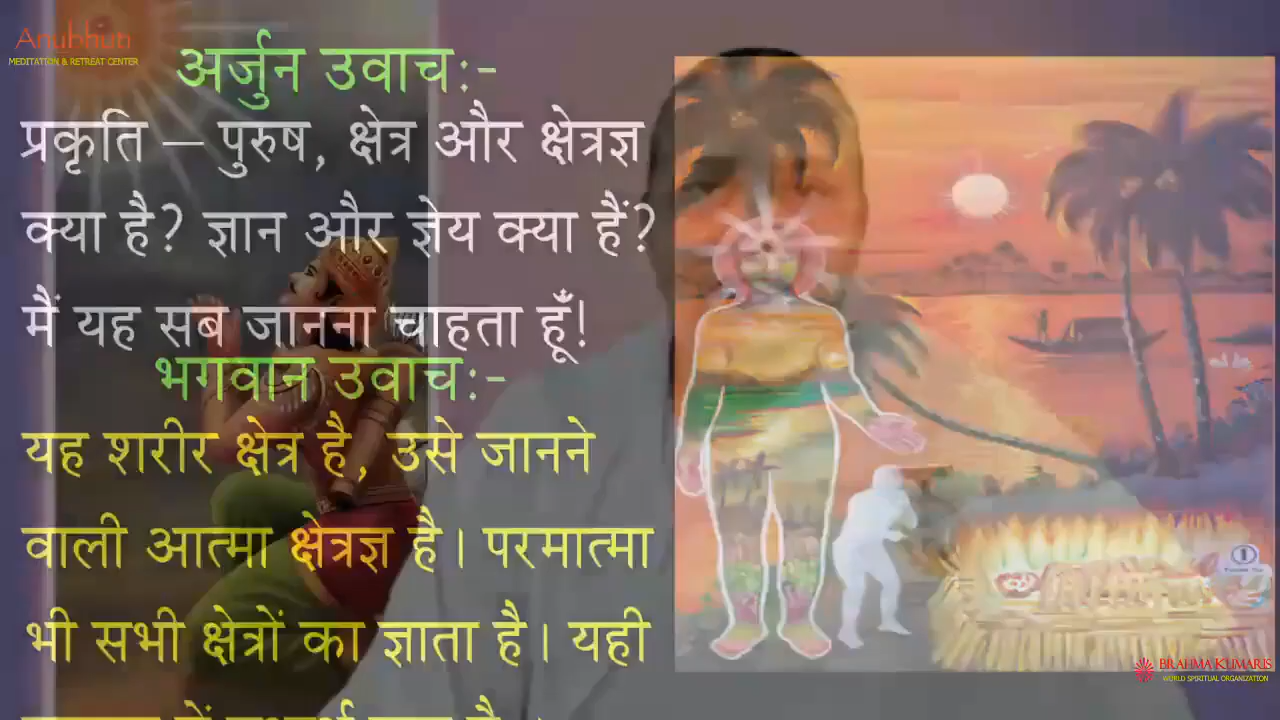 Anubhuti
MEDITATION & RETREAT CENTER
अर्जुन उवाच:-
प्रकृति – पुरुष, क्षेत्र और क्षेत्रज्ञ
क्या है? ज्ञान और ज्ञेय क्या हैं?
मैं यह सब जानना चाहता हूँ!
भगवान उवाच:-
यह शरीर क्षेत्र है, उसे जानने
वाली आत्मा क्षेत्रज्ञ है। परमात्मा
भी सभी क्षेत्रों का ज्ञाता है। यही
BRAHMA KUMARIS
WORLD SPIRITUAL ORGANIZATION